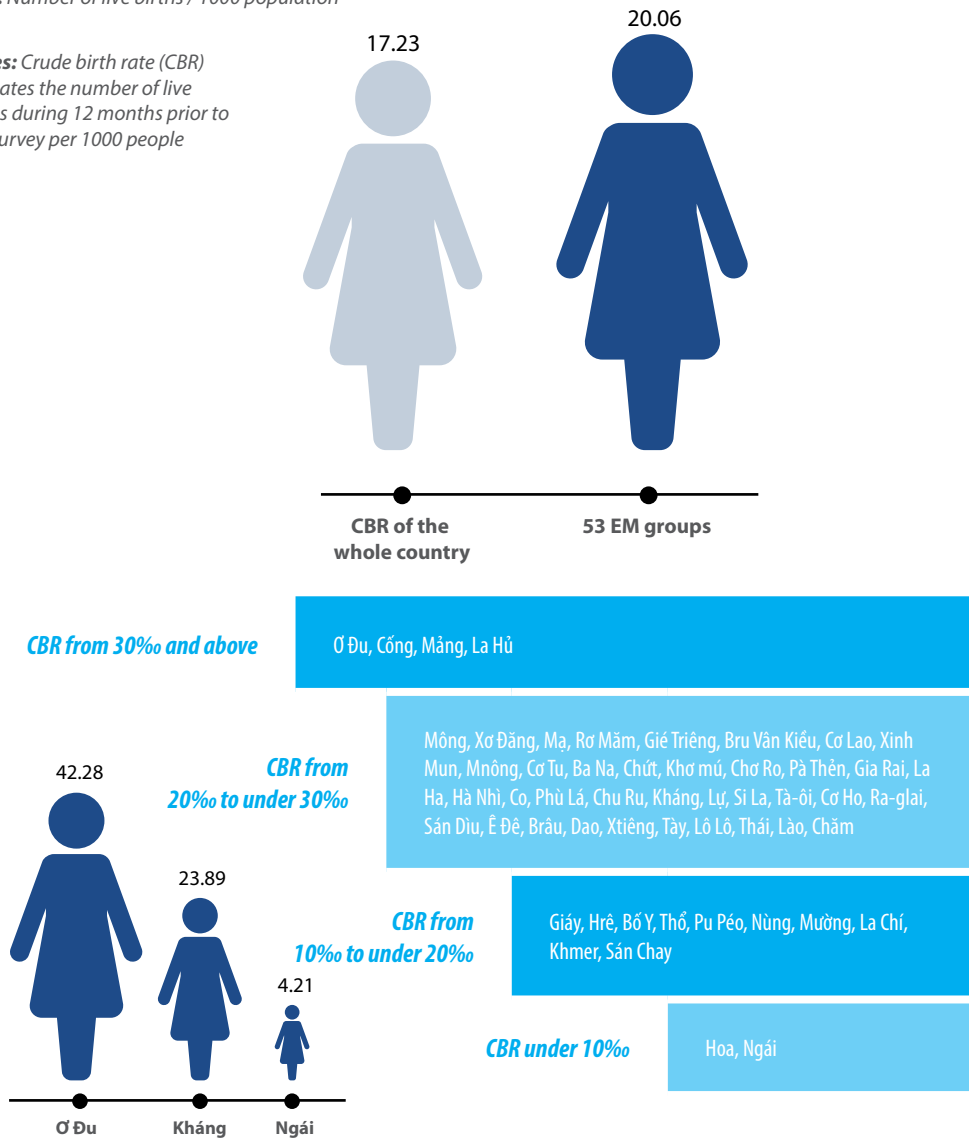 Number of live births / 1000 population
es: Crude birth rate (CBR)
ates the number of live
s during 12 months prior to
urvey per 1000 people
17.23
20.06
CBR of the
whole country
53 EM groups
CBR from 30‰ and above
Ơ Đu, Cống, Mảng, La Hủ
CBR from
20‰ to under 30‰
Mông, Xơ Đăng, Mạ, Rơ Măm, Gié Triêng, Bru Vân Kiều, Cơ Lao, Xinh
Mun, Mnông, Cơ Tu, Ba Na, Chứt, Khơ mú, Chơ Ro, Pà Thẻn, Gia Rai, La
Ha, Hà Nhì, Co, Phù Lá, Chu Ru, Kháng, Lự, Si La, Tà-ôi, Cơ Ho, Ra-glai,
Sán Dìu, Ê Đê, Brâu, Dao, Xtiêng, Tày, Lô Lô, Thái, Lào, Chăm
CBR from
10‰ to under 20‰
Giáy, Hrê, Bố Y, Thổ, Pu Péo, Nùng, Mường, La Chí,
Khmer, Sán Chay
CBR under 10‰
Hoa, Ngái
42.28
23.89
4.21
Ơ Đu
Kháng
Ngái